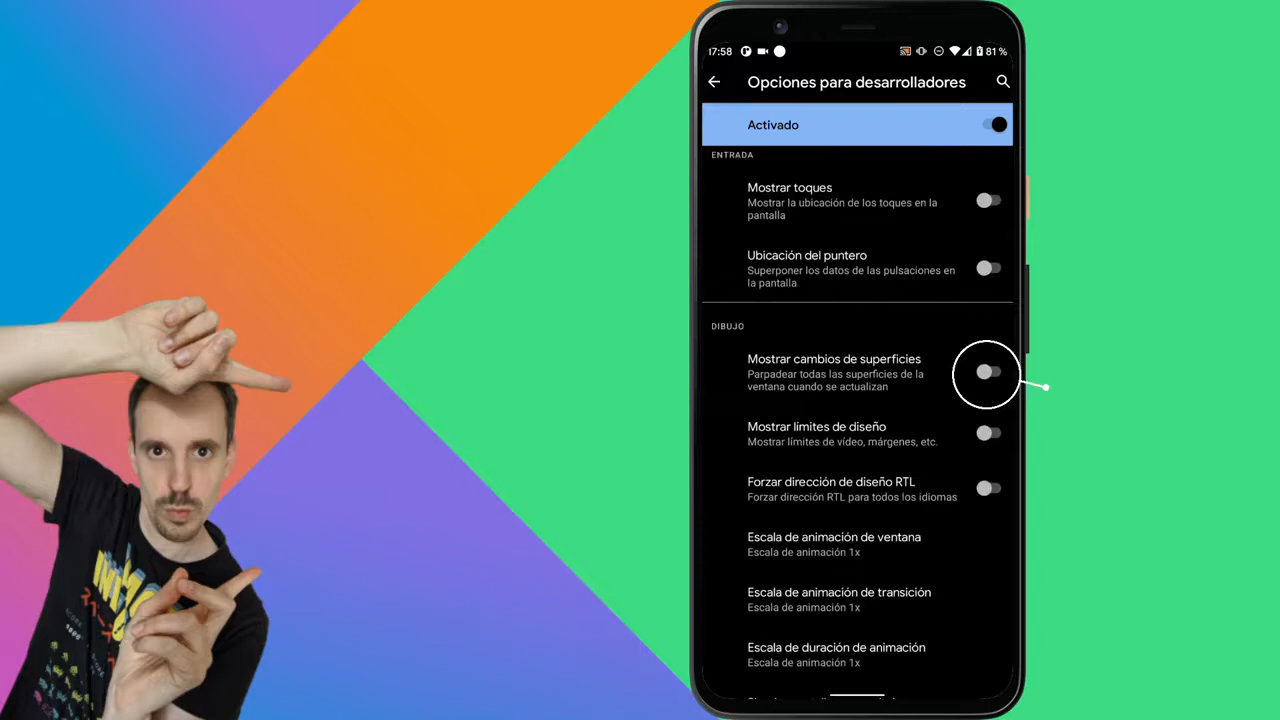 17:58
81 %
Opciones para desarrolladores
Activado
ENTRADA
Mostrar toques
Mostrar la ubicación de los toques en la
pantalla
Ubicación del puntero
Superponer los datos de las pulsaciones en
la pantalla
DIBUJO
Mostrar cambios de superficies
Parpadear todas las superficies de la
ventana cuando se actualizan
Mostrar límites de diseño
Mostrar límites de vídeo, márgenes, etc.
Forzar dirección de diseño RTL
Forzar dirección RTL para todos los idiomas
Escala de animación de ventana
Escala de animación 1x
Escala de animación de transición
Escala de animación 1x
Escala de duración de animación
Escala de animación 1x